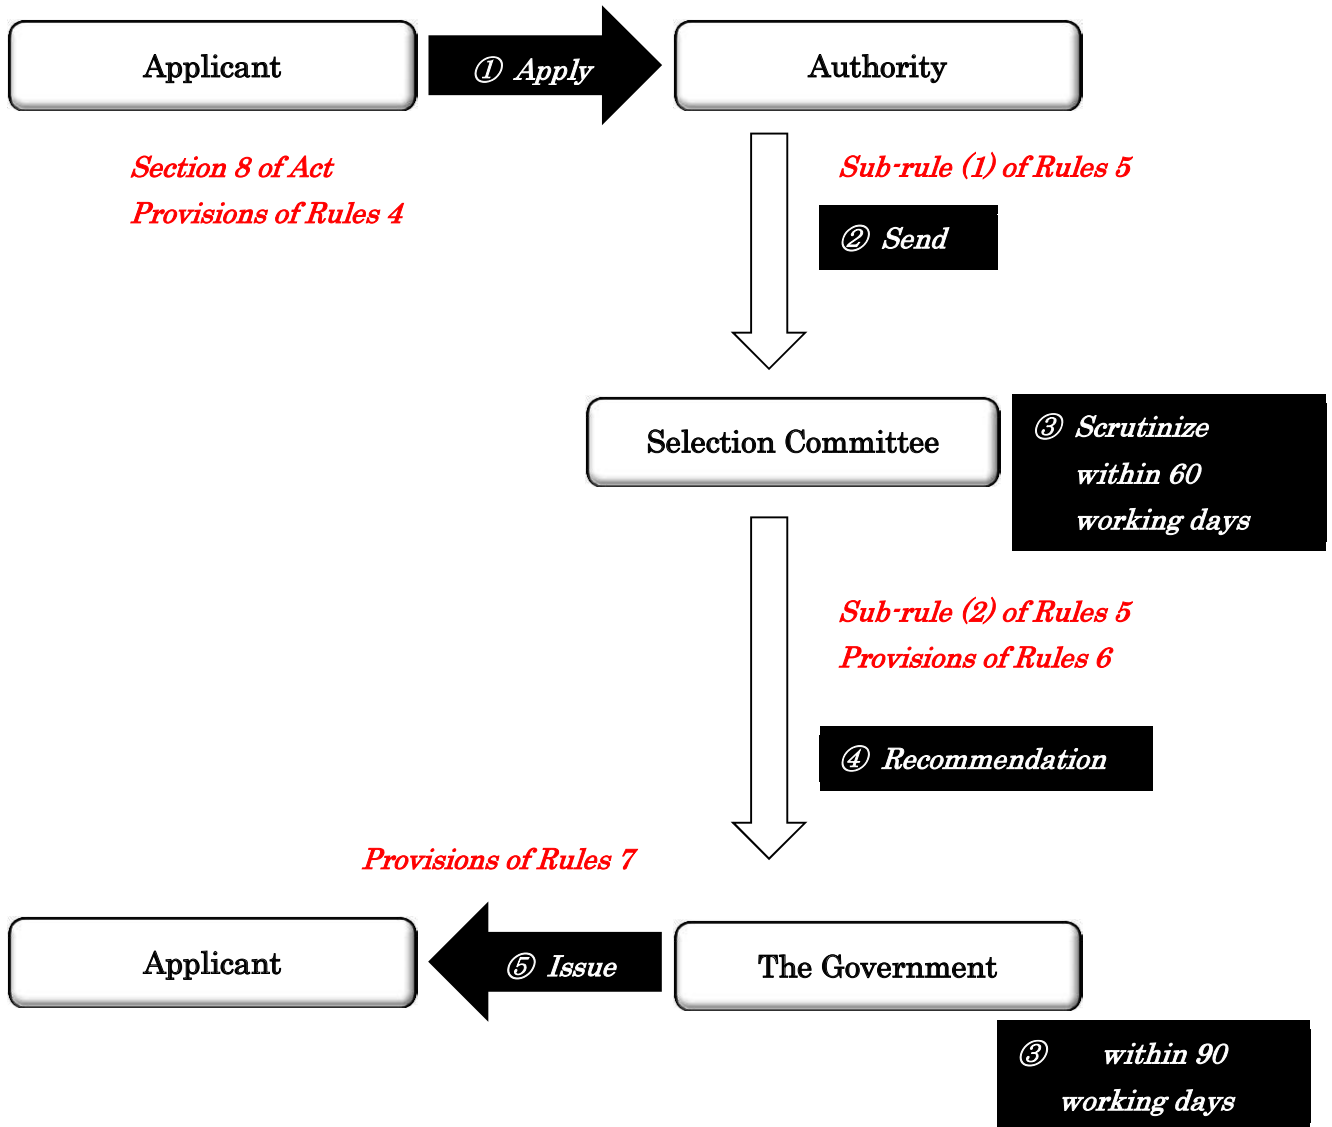 Applicant
① Apply
Authority
Section 8 of Act
Provisions of Rules 4
Sub-rule (1) of Rules 5
② Send
Selection Committee
③ Scrutinize
within 60
working days
Sub-rule (2) of Rules 5
Provisions of Rules 6
④ Recommendation
Provisions of Rules 7
Applicant
⑤ Issue
The Government
③ within 90
working days